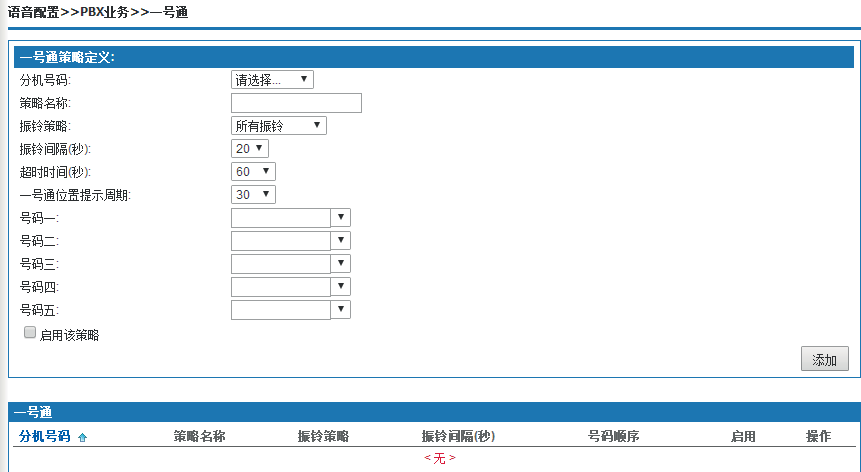 语音配置>>PBX业务>>一号通
一号通策略定义:
分机号码: 请选择...
策略名称:
振铃策略: 所有振铃
振铃间隔(秒): 20
超时时间(秒): 60
一号通位置提示周期: 30
号码一:
号码二:
号码三:
号码四:
号码五:
启用该策略
添加
一号通
分机号码 策略名称 振铃策略 振铃间隔(秒) 号码顺序 启用 操作
<无>